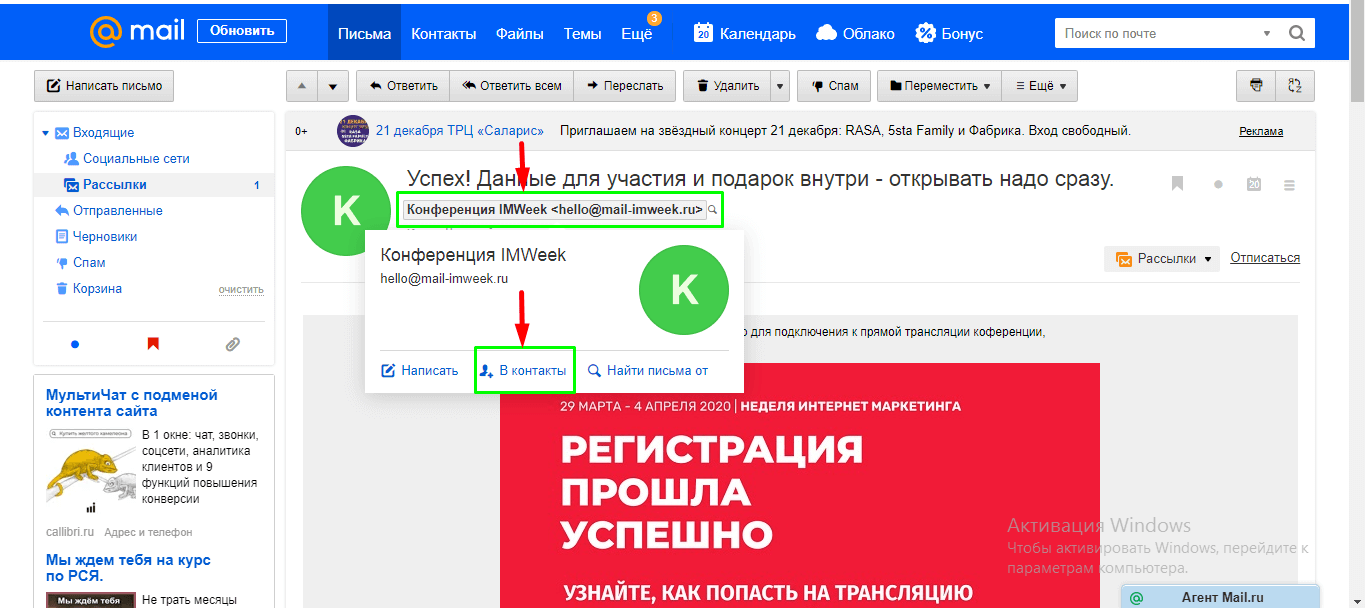 @mail
Обновить
Письма
Контакты
Файлы
Темы
Ещё
3
20
Календарь
Облако
Бонус
Поиск по почте
Написать письмо
Ответить
Ответить всем
Переслать
Удалить
Спам
Переместить
Ещё
Входящие
Социальные сети
Рассылки 1
Отправленные
Черновики
Спам
Корзина очистить
0+
21 декабря ТРЦ «Саларис» Приглашаем на звёздный концерт 21 декабря: RASA, 5sta Family и Фабрика. Вход свободный.
Реклама
K
Успех! Данные для участия и подарок внутри - открывать надо сразу.
20
Конференция IMWeek <hello@mail-imweek.ru>
Рассылки
Отписаться
Конференция IMWeek
hello@mail-imweek.ru
K
Написать
В контакты
Найти письма от
для подключения к прямой трансляции коференции,
29 МАРТА - 4 АПРЕЛЯ 2020 | НЕДЕЛЯ ИНТЕРНЕТ МАРКЕТИНГА
РЕГИСТРАЦИЯ
ПРОШЛА
УСПЕШНО
УЗНАЙТЕ, КАК ПОПАСТЬ НА ТРАНСЛЯЦИЮ
МультиЧат с подменой
контента сайта
Купить желтого хамелеона
В 1 окне: чат, звонки,
соцсети, аналитика
клиентов и 9
функций повышения
конверсии
callibri.ru Адрес и телефон
Мы ждем тебя на курс
по РСЯ.
Мы ждём тебя
Не трать месяцы
Активация Windows
Чтобы активировать Windows, перейдите к
параметрам компьютера.
@ Агент Mail.ru